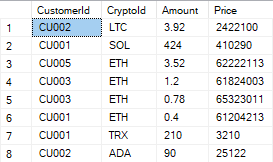 CustomerId CryptoId Amount Price
1 CU002 LTC 3.92 2422100
2 CU001 SOL 424 410290
3 CU005 ETH 3.52 62222113
4 CU003 ETH 1.2 61824003
5 CU003 ETH 0.78 65323011
6 CU001 ETH 0.4 61204213
7 CU001 TRX 210 3210
8 CU002 ADA 90 25122